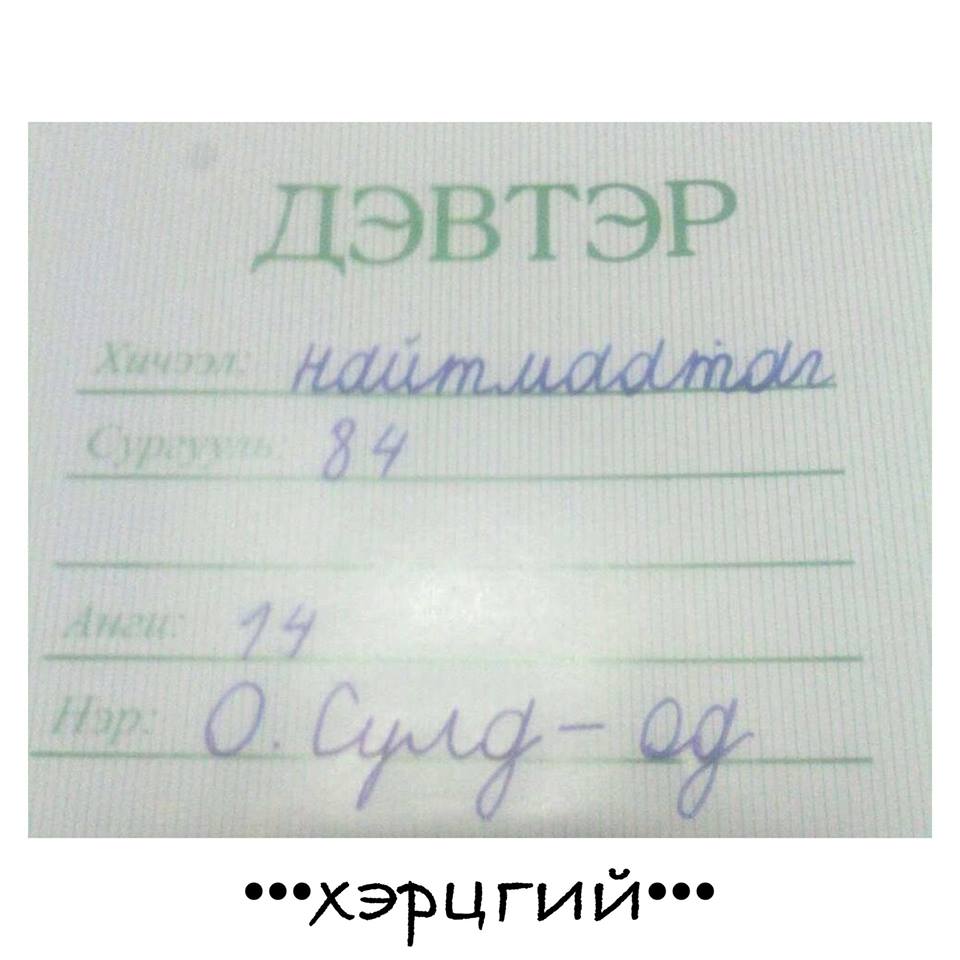 ДЭВТЭР
Хичээл: найтмаатаг
Сургууль: 84
Анги: 14
Нэр: О. Сулд-од
•••хэрцгий•••